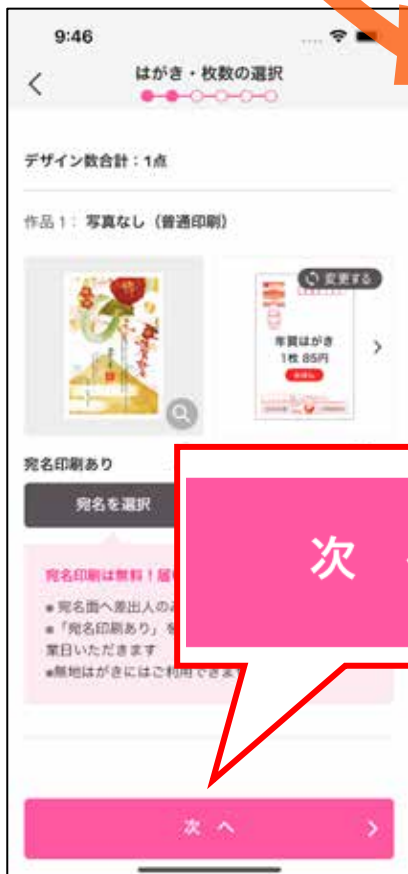 9:46
はがき・枚数の選択
デザイン数合計：1点
作品 1： 写真なし（普通印刷）
変更する
年賀はがき
1枚 85円
宛名印刷あり
宛名を選択
宛名印刷は無料！
● 宛名面へ差出人の
●「宛名印刷あり」を
業日いただきます
●無地はがきにはご利用できま
次
次 へ